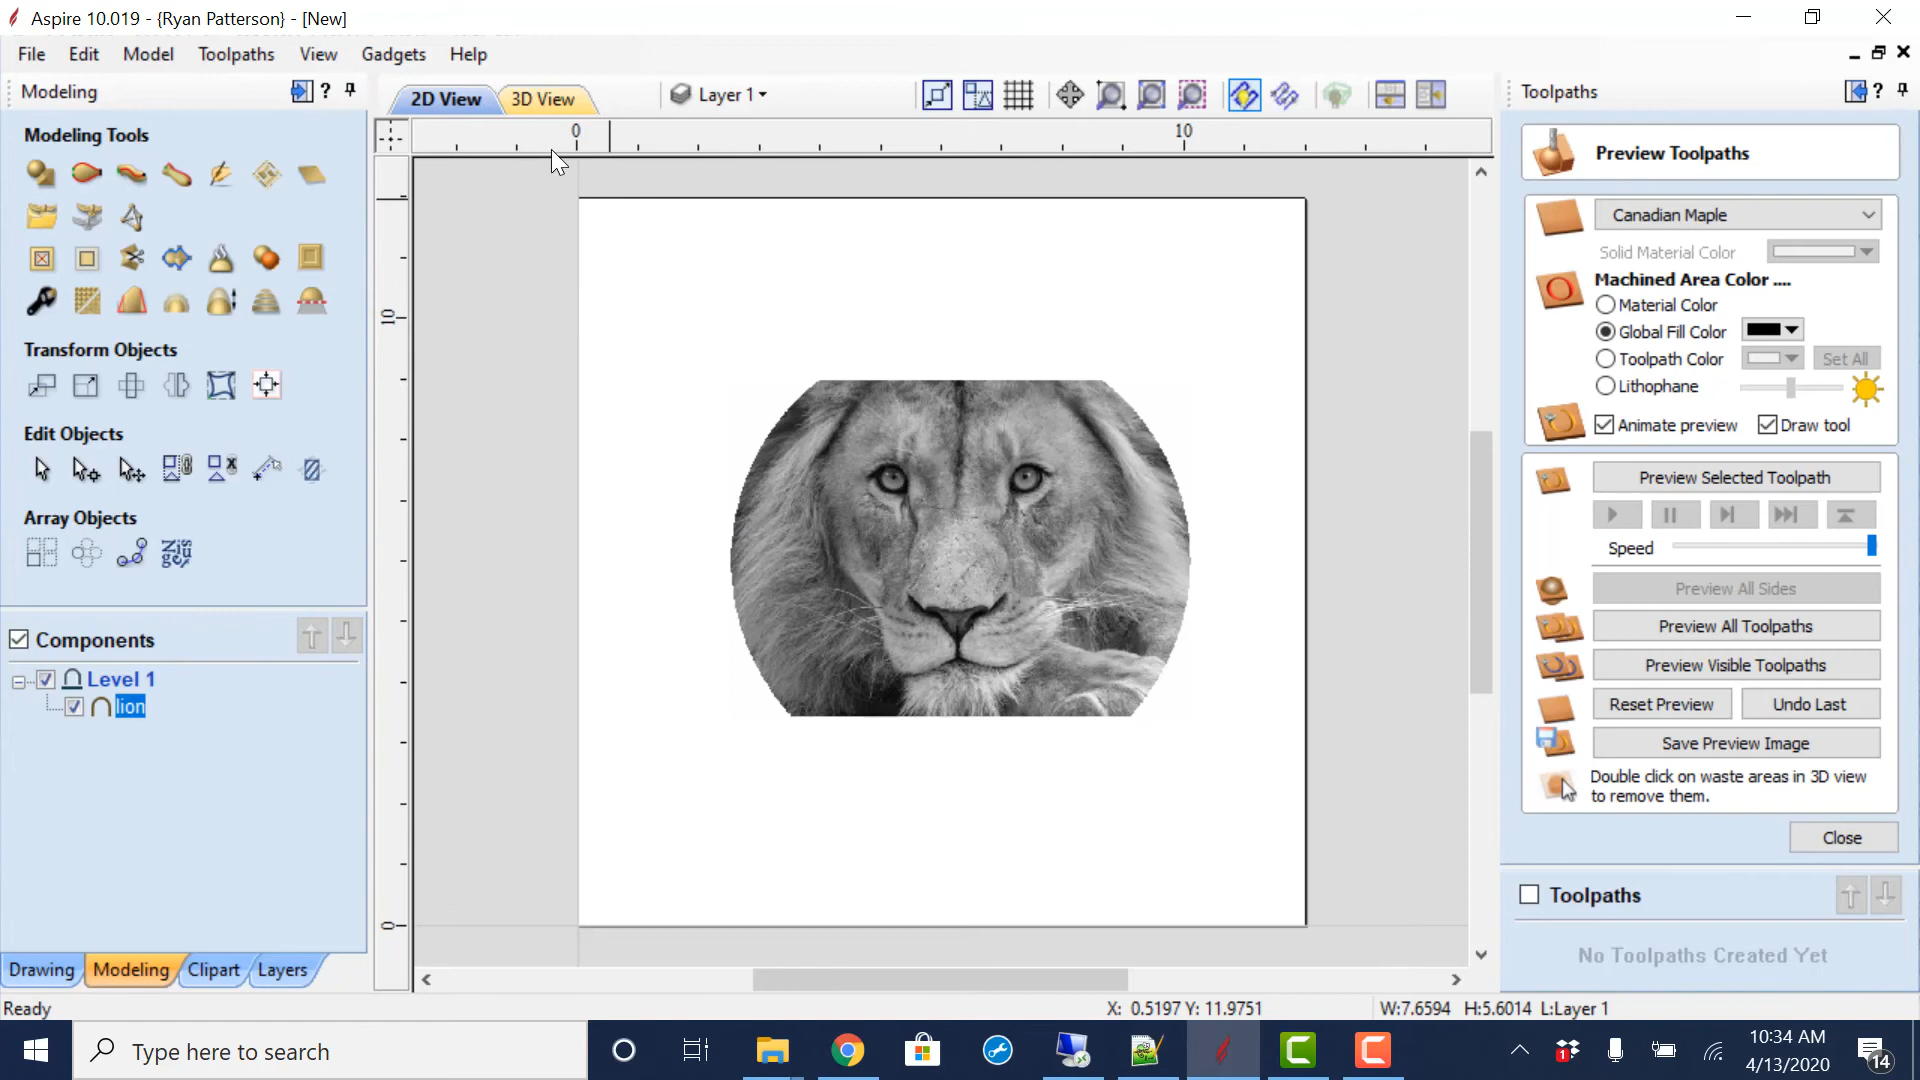 Aspire 10.019 - {Ryan Patterson} - [New]
File Edit Model Toolpaths View Gadgets Help
Modeling
?
2D View 3D View
Layer 1
Toolpaths
?
0
10
10
0
Modeling Tools
Transform Objects
Edit Objects
Array Objects
Components
Level 1
lion
Drawing Modeling Clipart Layers
Preview Toolpaths
Canadian Maple
Solid Material Color
Machined Area Color ....
Material Color
Global Fill Color
Toolpath Color Set All
Lithophane
Animate preview Draw tool
Preview Selected Toolpath
Speed
Preview All Sides
Preview All Toolpaths
Preview Visible Toolpaths
Reset Preview Undo Last
Save Preview Image
Double click on waste areas in 3D view
to remove them.
Close
Toolpaths
No Toolpaths Created Yet
Ready
X: 0.5197 Y: 11.9751
W:7.6594 H:5.6014 L:Layer 1
Type here to search
1
10:34 AM
4/13/2020
14